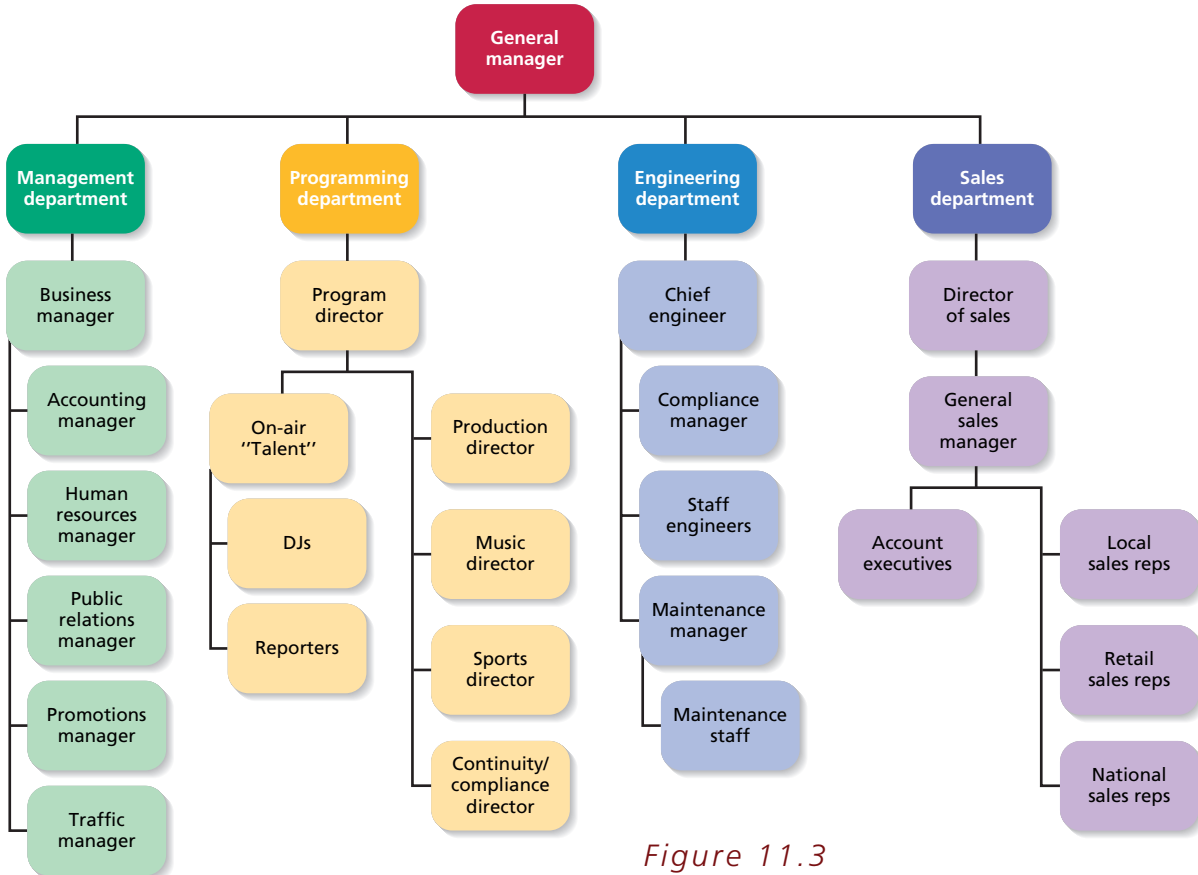 General
manager
Management
department
Programming
department
Engineering
department
Sales
department
Business
manager
Accounting
manager
Human
resources
manager
Public
relations
manager
Promotions
manager
Traffic
manager
Program
director
On-air
''Talent''
DJs
Reporters
Production
director
Music
director
Sports
director
Continuity/
compliance
director
Chief
engineer
Compliance
manager
Staff
engineers
Maintenance
manager
Maintenance
staff
Director
of sales
General
sales
manager
Account
executives
Local
sales reps
Retail
sales reps
National
sales reps
Figure 11.3